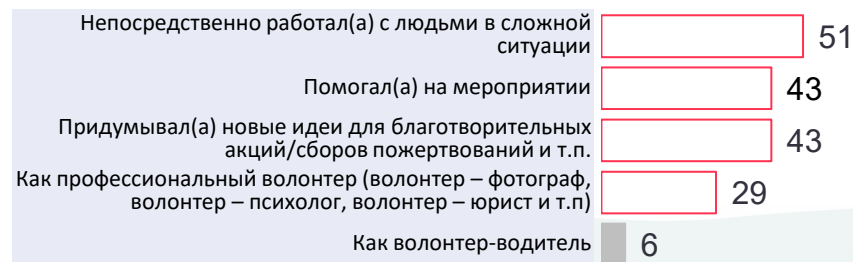 Непосредственно работал(а) с людьми в сложной
ситуации
51
Помогал(а) на мероприятии
43
Придумывал(а) новые идеи для благотворительных
акций/сборов пожертвований и т.п.
43
Как профессиональный волонтер (волонтер – фотограф,
волонтер – психолог, волонтер – юрист и т.п)
29
Как волонтер-водитель
6